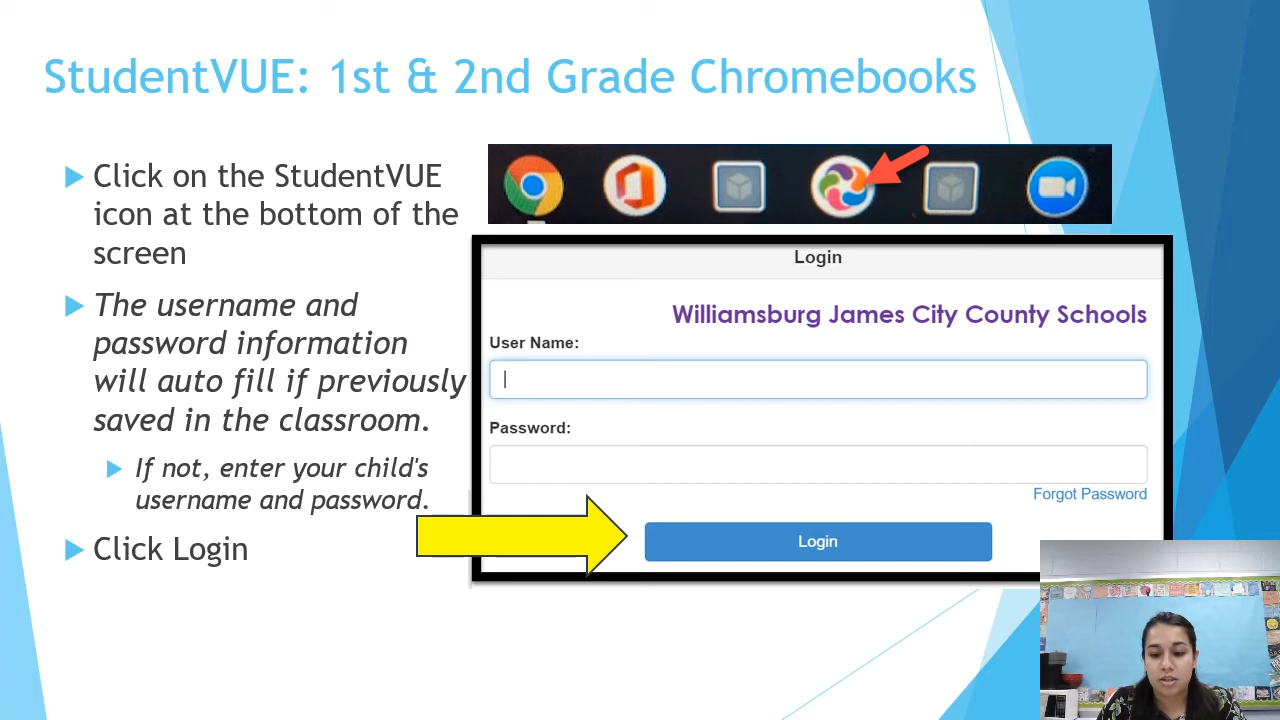 StudentVUE: 1st & 2nd Grade Chromebooks
Click on the StudentVUE
icon at the bottom of the
screen
The username and
password information
will auto fill if previously
saved in the classroom.
If not, enter your child's
username and password.
Click Login
Login
Williamsburg James City County Schools
User Name:
Password:
Forgot Password
Login